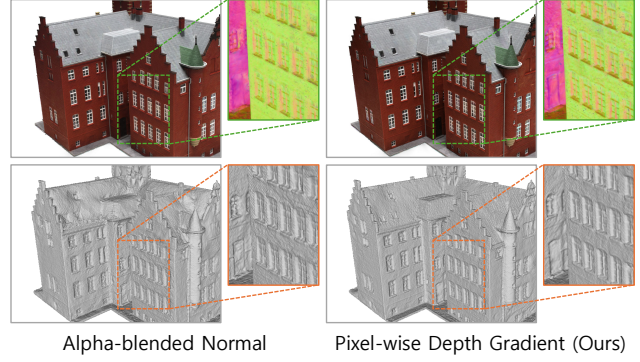 Alpha-blended Normal
Pixel-wise Depth Gradient (Ours)